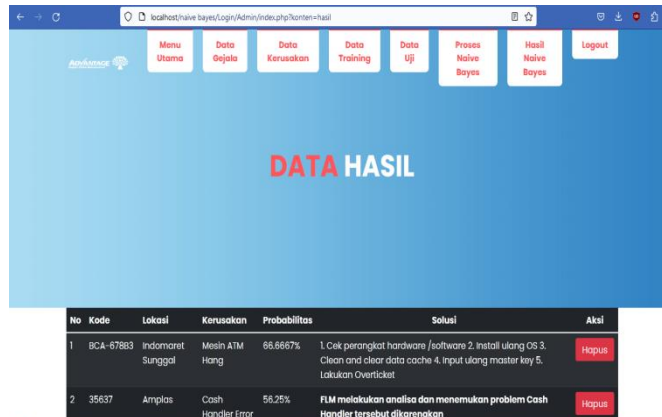 localhost/naive bayes/Login/Admin/index.php?konten=hasil
ADVANTAGE
Menu Utama
Data Gejala
Data Kerusakan
Data Training
Data Uji
Proses Naive Bayes
Hasil Naive Bayes
Logout
DATA HASIL
No Kode Lokasi Kerusakan Probabilitas Solusi Aksi
1 BCA-678B3 Indomaret Sunggal Mesin ATM Hang 66.6667% 1. Cek perangkat hardware /software 2. Install ulang OS 3.
Clean and clear data cache 4. Input ulang master key 5.
Lakukan Overticket
Hapus
2 35637 Amplas Cash Handler Error 56.25% FLM melakukan analisa dan menemukan problem Cash
Handler tersebut dikarenakan
Hapus